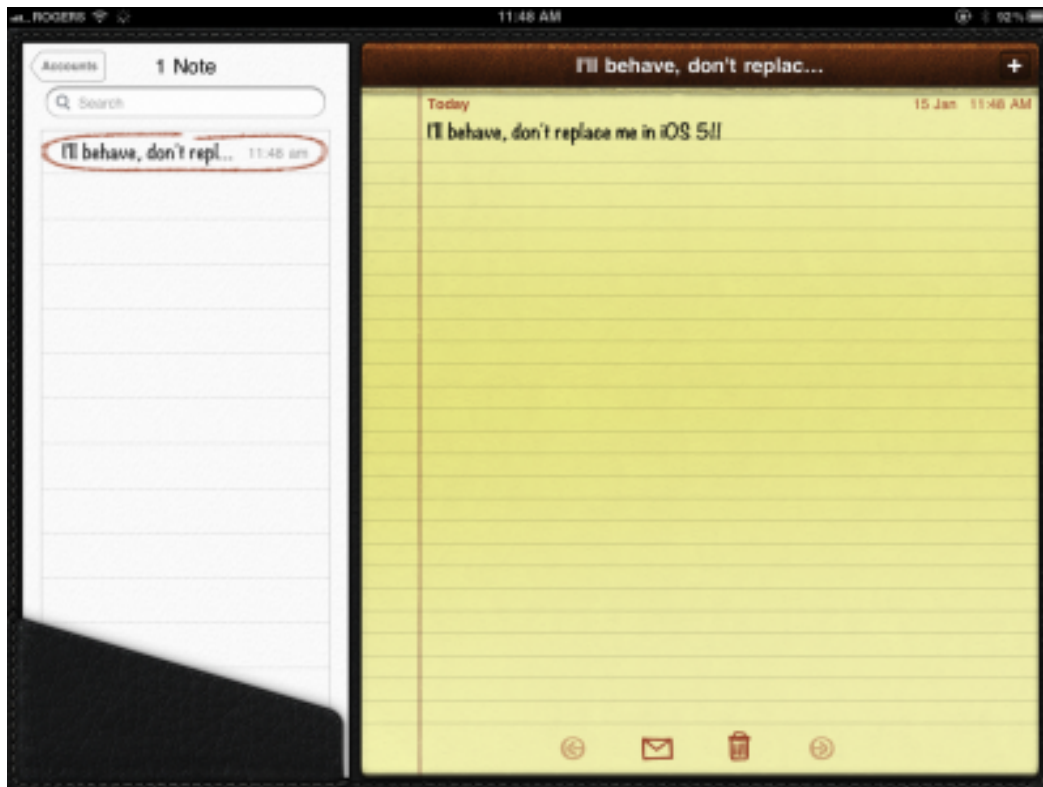 ROGERS 11:48 AM 92%
Accounts 1 Note
Search
I'll behave, don't repl... 11:48 am
I'll behave, don't replac... +
Today 15 Jan 11:48 AM
I'll behave, don't replace me in iOS 5!!